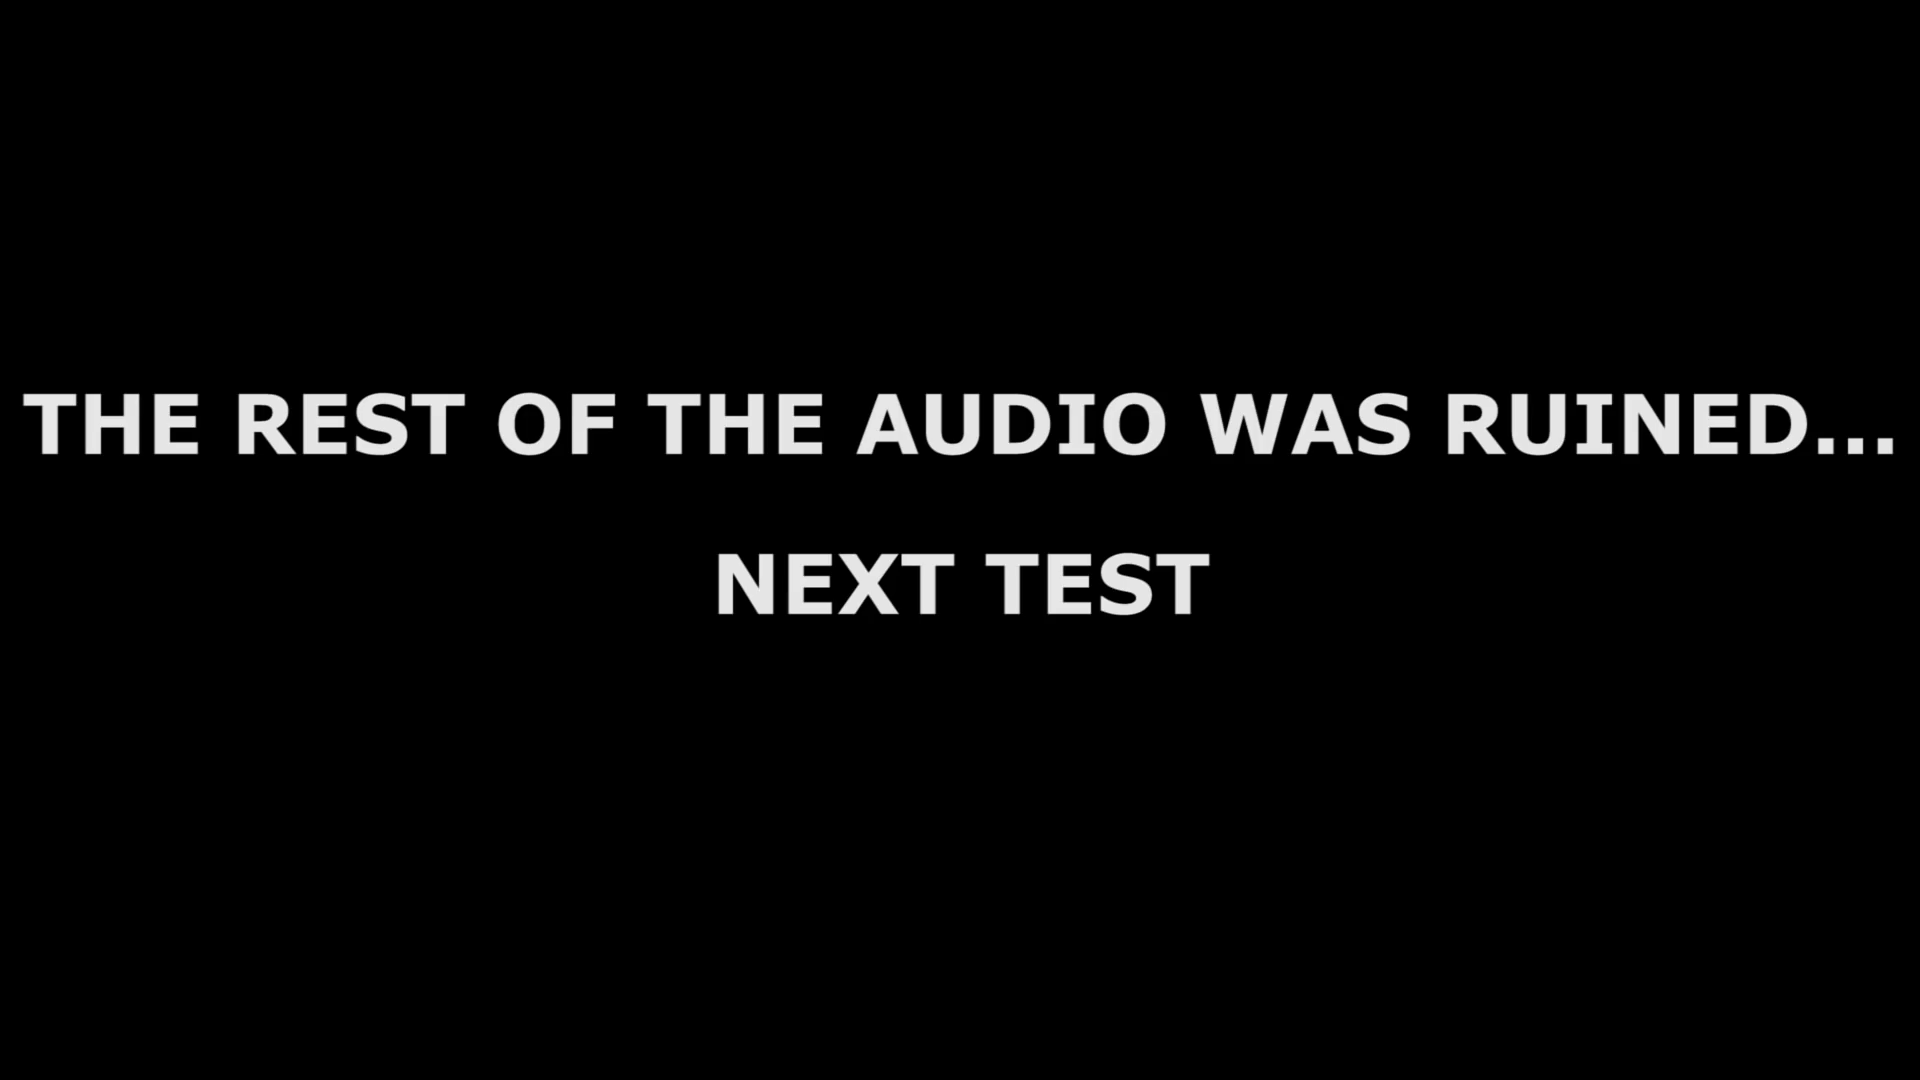 THE REST OF THE AUDIO WAS RUINED...
NEXT TEST